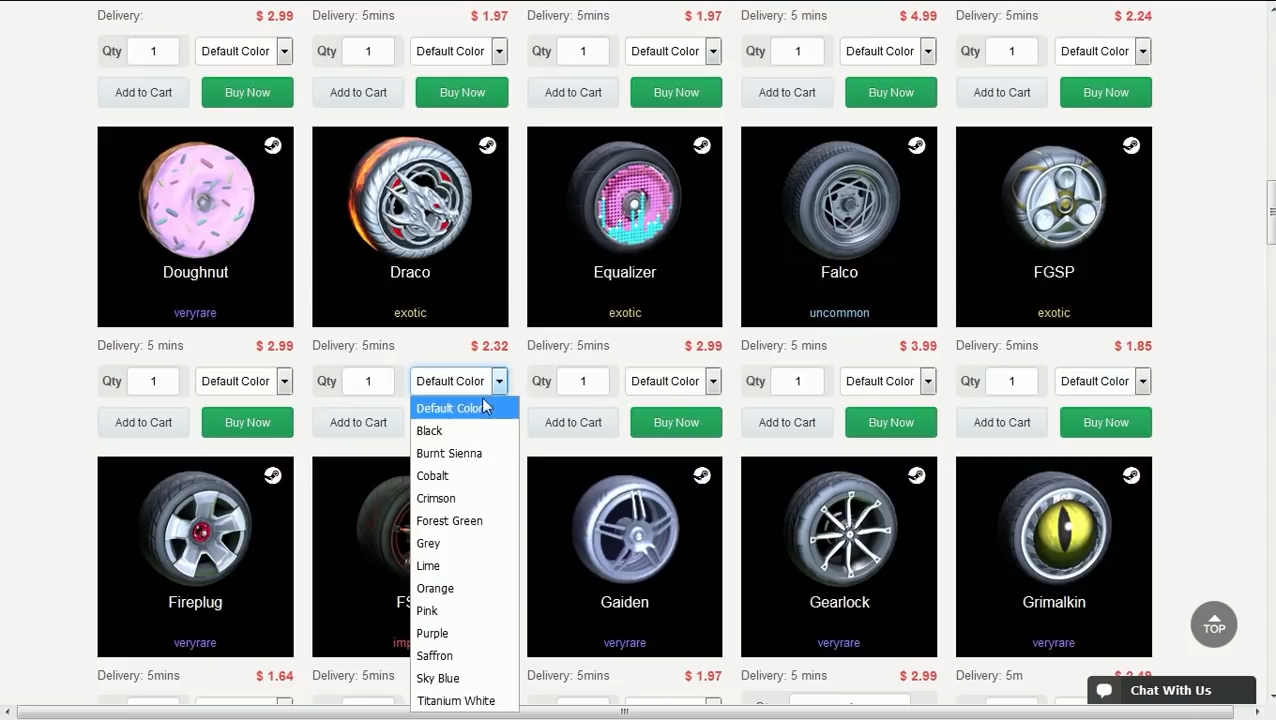 Delivery: $ 2.99 Delivery: 5mins $ 1.97 Delivery: 5mins $ 1.97 Delivery: 5 mins $ 4.99 Delivery: 5mins $ 2.24
Qty 1 Default Color Qty 1 Default Color Qty 1 Default Color Qty 1 Default Color Qty 1 Default Color
Add to Cart Buy Now Add to Cart Buy Now Add to Cart Buy Now Add to Cart Buy Now Add to Cart Buy Now
Doughnut Draco Equalizer Falco FGSP
veryrare exotic exotic uncommon exotic
Delivery: 5 mins $ 2.99 Delivery: 5mins $ 2.32 Delivery: 5mins $ 2.99 Delivery: 5 mins $ 3.99 Delivery: 5mins $ 1.85
Qty 1 Default Color Qty 1 Default Color Qty 1 Default Color Qty 1 Default Color Qty 1 Default Color
Add to Cart Buy Now Add to Cart Add to Cart Buy Now Add to Cart Buy Now Add to Cart Buy Now
Default Color
Black
Burnt Sienna
Cobalt
Crimson
Forest Green
Grey
Lime
Orange
Pink
Purple
Saffron
Sky Blue
Titanium White
Fireplug Gaiden Gearlock Grimalkin
veryrare veryrare veryrare veryrare
Delivery: 5mins $ 1.64 Delivery: 5mins $ 1.97 Delivery: 5mins $ 2.99 Delivery: 5m
TOP
Chat With Us